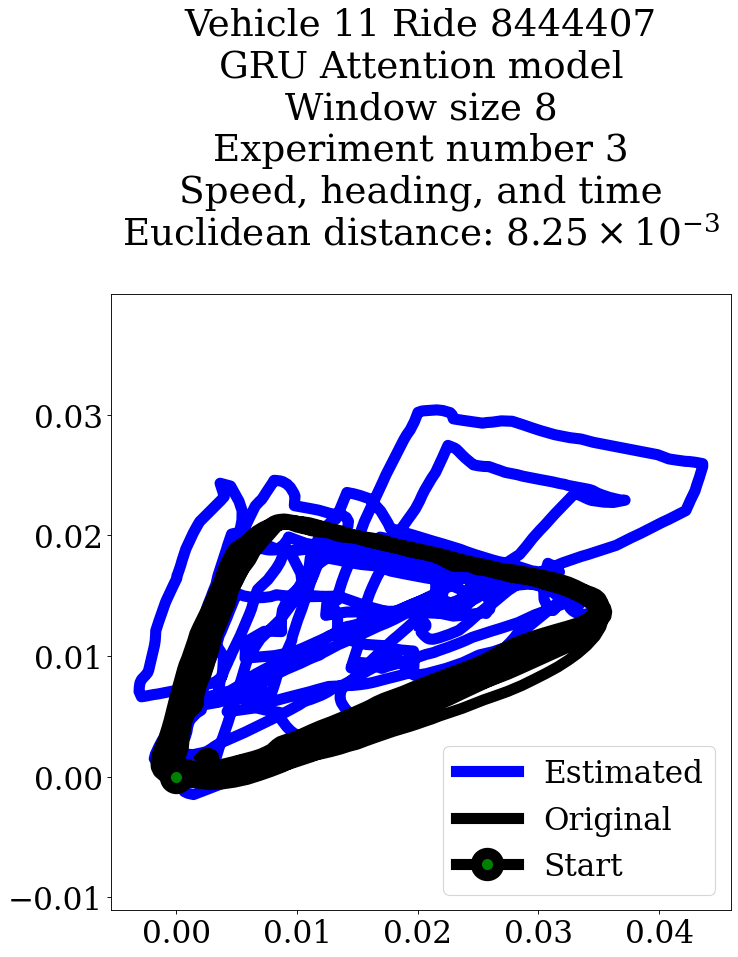 Vehicle 11 Ride 8444407
GRU Attention model
Window size 8
Experiment number 3
Speed, heading, and time
Euclidean distance: 8.25 × 10⁻³
0.03
0.02
0.01
0.00
−0.01
Estimated
Original
Start
0.00 0.01 0.02 0.03 0.04